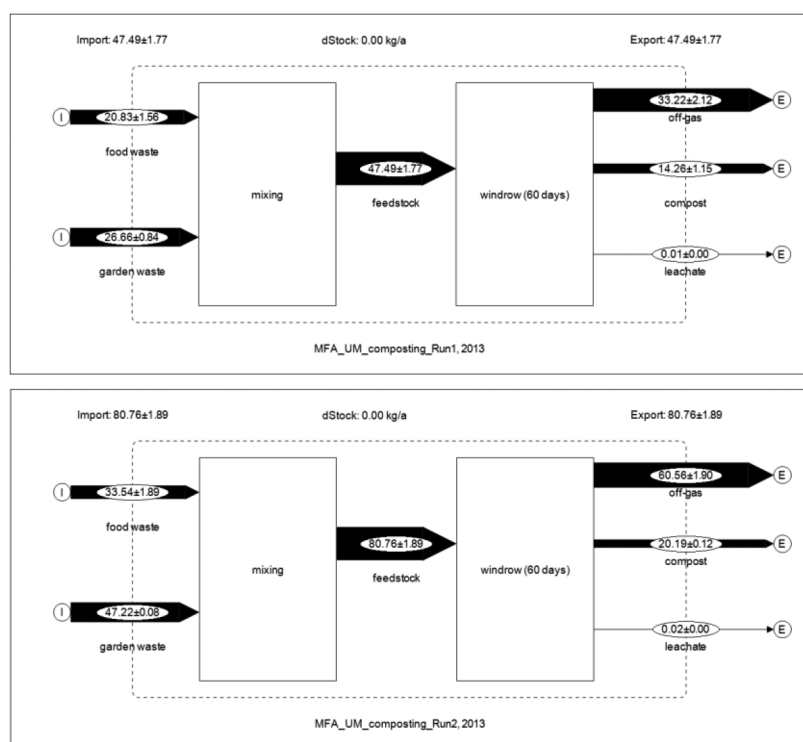 Import: 47.49±1.77 dStock: 0.00 kg/a Export: 47.49±1.77
I 20.83±1.56 33.22±2.12 E
food waste off-gas
47.49±1.77 14.26±1.15 E
mixing feedstock windrow (60 days) compost
I 26.66±0.84 0.01±0.00 E
garden waste leachate
MFA_UM_composting_Run1, 2013
Import: 80.76±1.89 dStock: 0.00 kg/a Export: 80.76±1.89
I 33.54±1.89 60.56±1.90 E
food waste off-gas
80.76±1.89 20.19±0.12 E
mixing feedstock windrow (60 days) compost
I 47.22±0.08 0.02±0.00 E
garden waste leachate
MFA_UM_composting_Run2, 2013